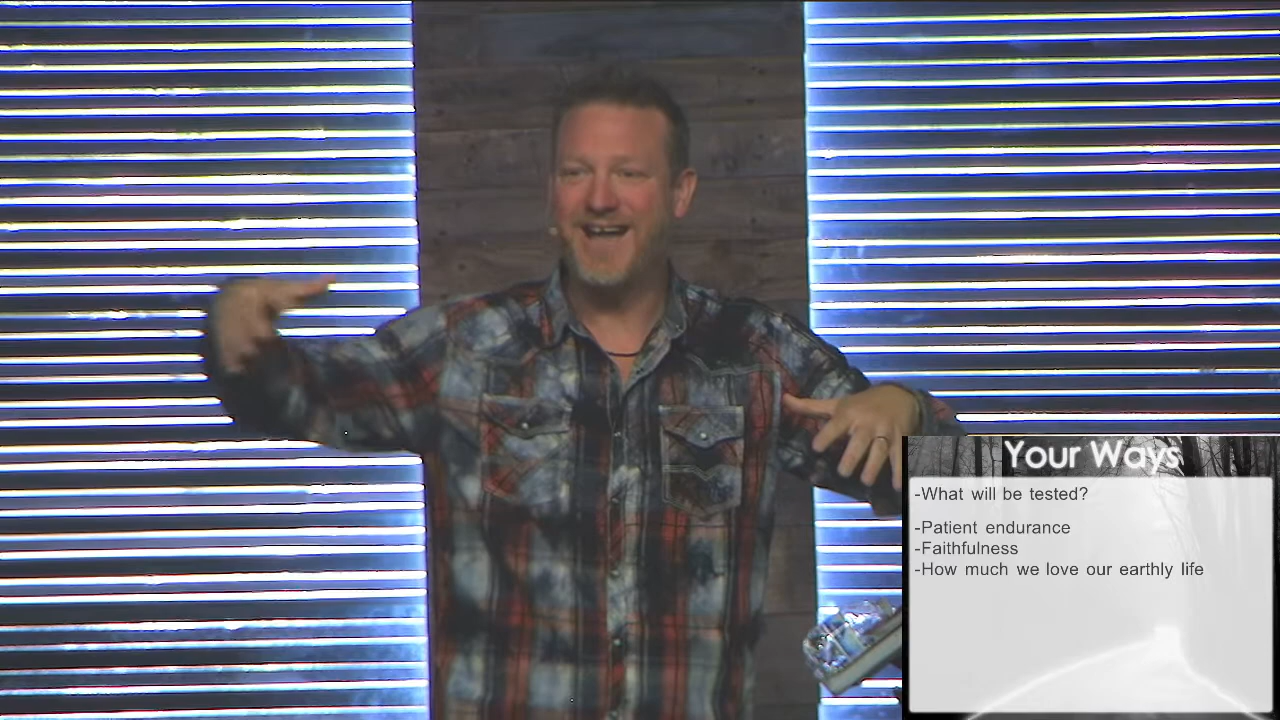 Your Ways
-What will be tested?
-Patient endurance
-Faithfulness
-How much we love our earthly life